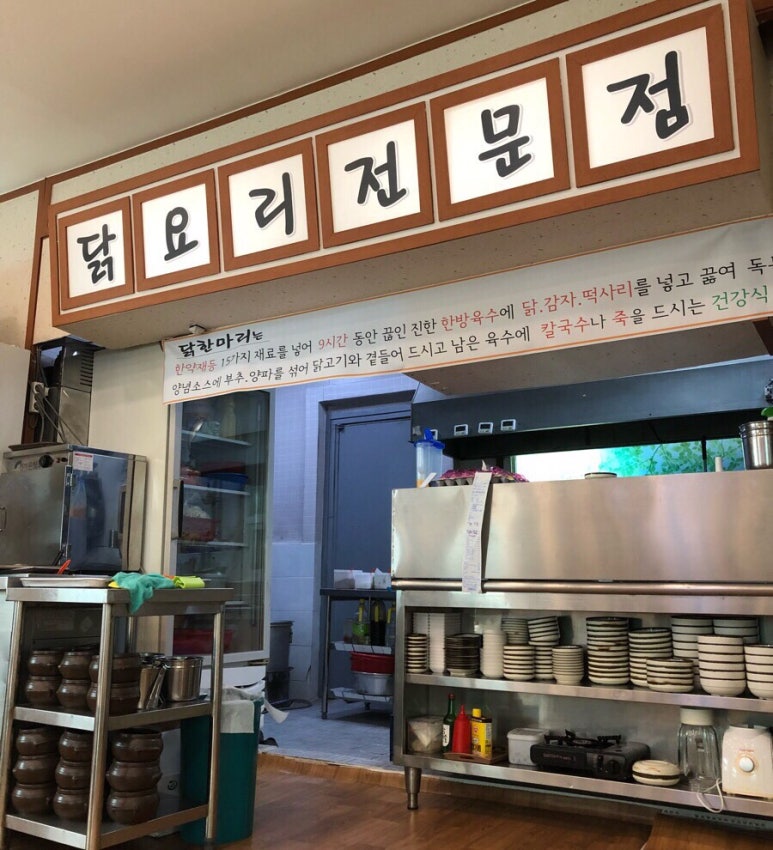 닭요리전문점
닭한마리는
한약재등 15가지 재료를 넣어 9시간 동안 끓인 진한 한방육수에 닭.감자.떡사리를 넣고 끓여
양념소스에 부추.양파를 섞어 닭고기와 곁들어 드시고 남은 육수에 칼국수나 죽을 드시는 건강식